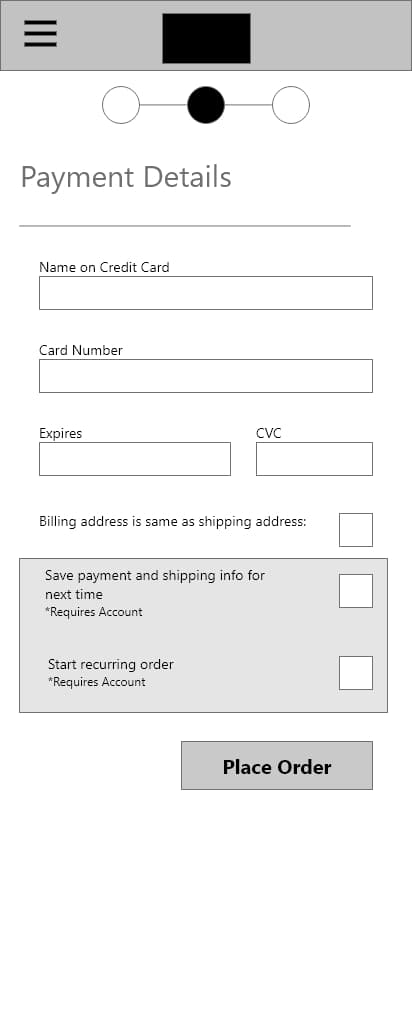 Payment Details
Name on Credit Card
Card Number
Expires CVC
Billing address is same as shipping address:
Save payment and shipping info for
next time
*Requires Account
Start recurring order
*Requires Account
Place Order